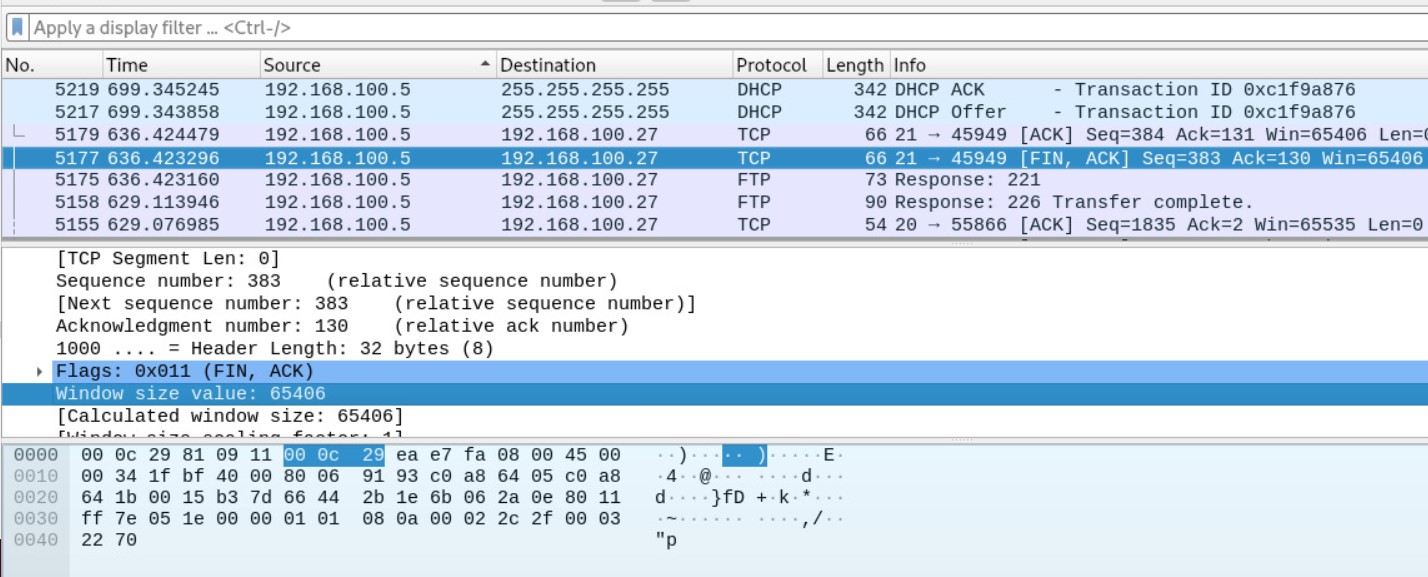 Apply a display filter ... <Ctrl-/>
No. Time Source Destination Protocol Length Info
5219 699.345245 192.168.100.5 255.255.255.255 DHCP 342 DHCP ACK - Transaction ID 0xc1f9a876
5217 699.343858 192.168.100.5 255.255.255.255 DHCP 342 DHCP Offer - Transaction ID 0xc1f9a876
5179 636.424479 192.168.100.5 192.168.100.27 TCP 66 21 → 45949 [ACK] Seq=384 Ack=131 Win=65406 Len=0
5177 636.423296 192.168.100.5 192.168.100.27 TCP 66 21 → 45949 [FIN, ACK] Seq=383 Ack=130 Win=65406
5175 636.423160 192.168.100.5 192.168.100.27 FTP 73 Response: 221
5158 629.113946 192.168.100.5 192.168.100.27 FTP 90 Response: 226 Transfer complete.
5155 629.076985 192.168.100.5 192.168.100.27 TCP 54 20 → 55866 [ACK] Seq=1835 Ack=2 Win=65535 Len=0
[TCP Segment Len: 0]
Sequence number: 383 (relative sequence number)
[Next sequence number: 383 (relative sequence number)]
Acknowledgment number: 130 (relative ack number)
1000 .... = Header Length: 32 bytes (8)
Flags: 0x011 (FIN, ACK)
Window size value: 65406
[Calculated window size: 65406]
[Window size scaling factor: 1]
0000 00 0c 29 81 09 11 00 0c 29 ea e7 fa 08 00 45 00 ··)····· )·····E·
0010 00 34 1f bf 40 00 80 06 91 93 c0 a8 64 05 c0 a8 ·4··@··· ····d···
0020 64 1b 00 15 b3 7d 66 44 2b 1e 6b 06 2a 0e 80 11 d····}fD +·k·*···
0030 ff 7e 05 1e 00 00 01 01 08 0a 00 02 2c 2f 00 03 ·~······ ····,/··
0040 22 70 "p